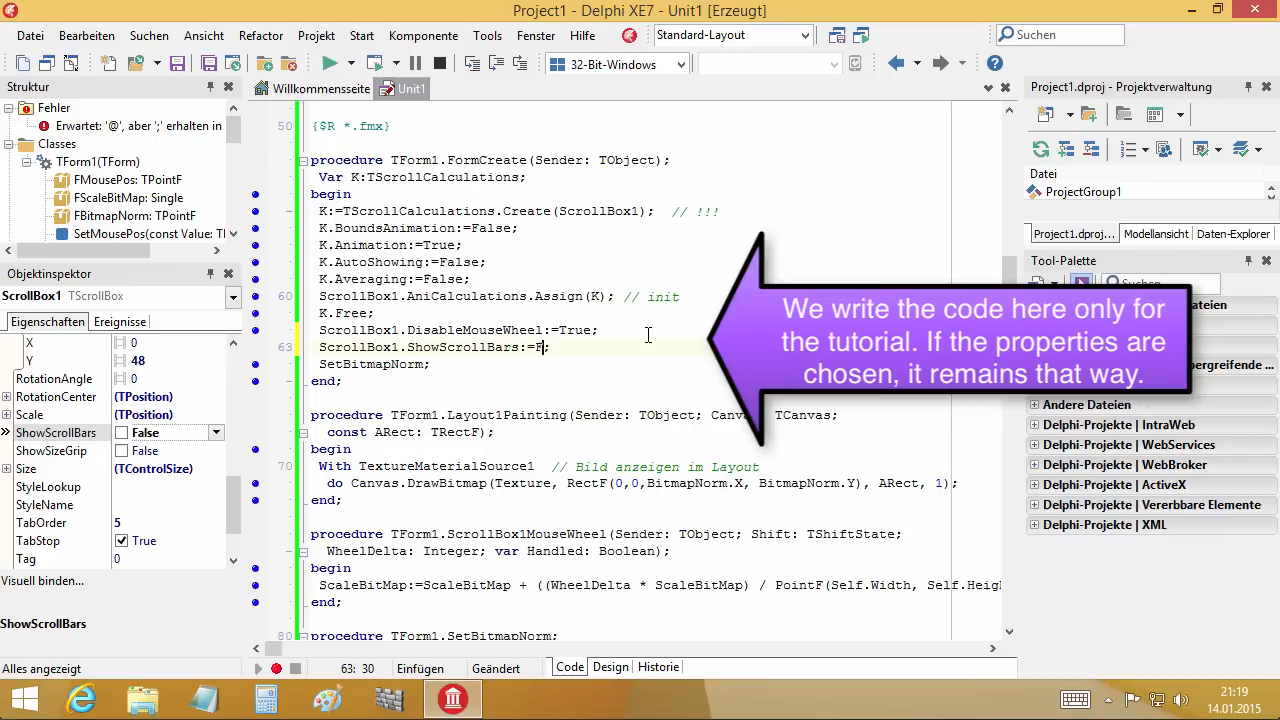 Project1 - Delphi XE7 - Unit1 [Erzeugt]
Datei Bearbeiten Suchen Ansicht Refactor Projekt Start Komponente Tools Fenster Hilfe Standard-Layout Suchen
32-Bit-Windows
Struktur
Fehler
Erwartet: '@', aber ';' erhalten in
Classes
TForm1(TForm)
FMousePos: TPointF
FScaleBitMap: Single
FBitmapNorm: TPointF
SetMousePos(const Value: TI
Objektinspektor
ScrollBox1 TScrollBox
Eigenschaften Ereignisse
X 0
Y 48
RotationAngle 0
RotationCenter (TPosition)
Scale (TPosition)
ShowScrollBars False
ShowSizeGrip False
Size (TControlSize)
StyleLookup
StyleName
TabOrder 5
TabStop True
Tag 0
Visuell binden...
ShowScrollBars
Alles angezeigt
Willkommensseite Unit1
50 {$R *.fmx}
procedure TForm1.FormCreate(Sender: TObject);
Var K:TScrollCalculations;
begin
K:=TScrollCalculations.Create(ScrollBox1); // !!!
K.BoundsAnimation:=False;
K.Animation:=True;
K.AutoShowing:=False;
K.Averaging:=False;
60 ScrollBox1.AniCalculations.Assign(K); // init
K.Free;
ScrollBox1.DisableMouseWheel:=True;
63 ScrollBox1.ShowScrollBars:=F;
SetBitmapNorm;
end;
procedure TForm1.Layout1Painting(Sender: TObject; Canv TCanvas;
const ARect: TRectF);
begin
70 With TextureMaterialSource1 // Bild anzeigen im Layout
do Canvas.DrawBitmap(Texture, RectF(0,0,BitmapNorm.X, BitmapNorm.Y), ARect, 1);
end;
procedure TForm1.ScrollBox1MouseWheel(Sender: TObject; Shift: TShiftState;
WheelDelta: Integer; var Handled: Boolean);
begin
ScaleBitMap:=ScaleBitMap + ((WheelDelta * ScaleBitMap) / PointF(Self.Width, Self.Heig
end;
80 procedure TForm1.SetBitmapNorm;
63: 30 Einfügen Geändert Code Design Historie
We write the code here only for
the tutorial. If the properties are
chosen, it remains that way.
Project1.dproj - Projektverwaltung
Datei
ProjectGroup1
Project1.dproj... Modellansicht Daten-Explorer
Tool-Palette
Suchen
ateien
ergreifende ...
Andere Dateien
Delphi-Projekte | IntraWeb
Delphi-Projekte | WebServices
Delphi-Projekte | WebBroker
Delphi-Projekte | ActiveX
Delphi-Projekte | Vererbbare Elemente
Delphi-Projekte | XML
21:19
14.01.2015